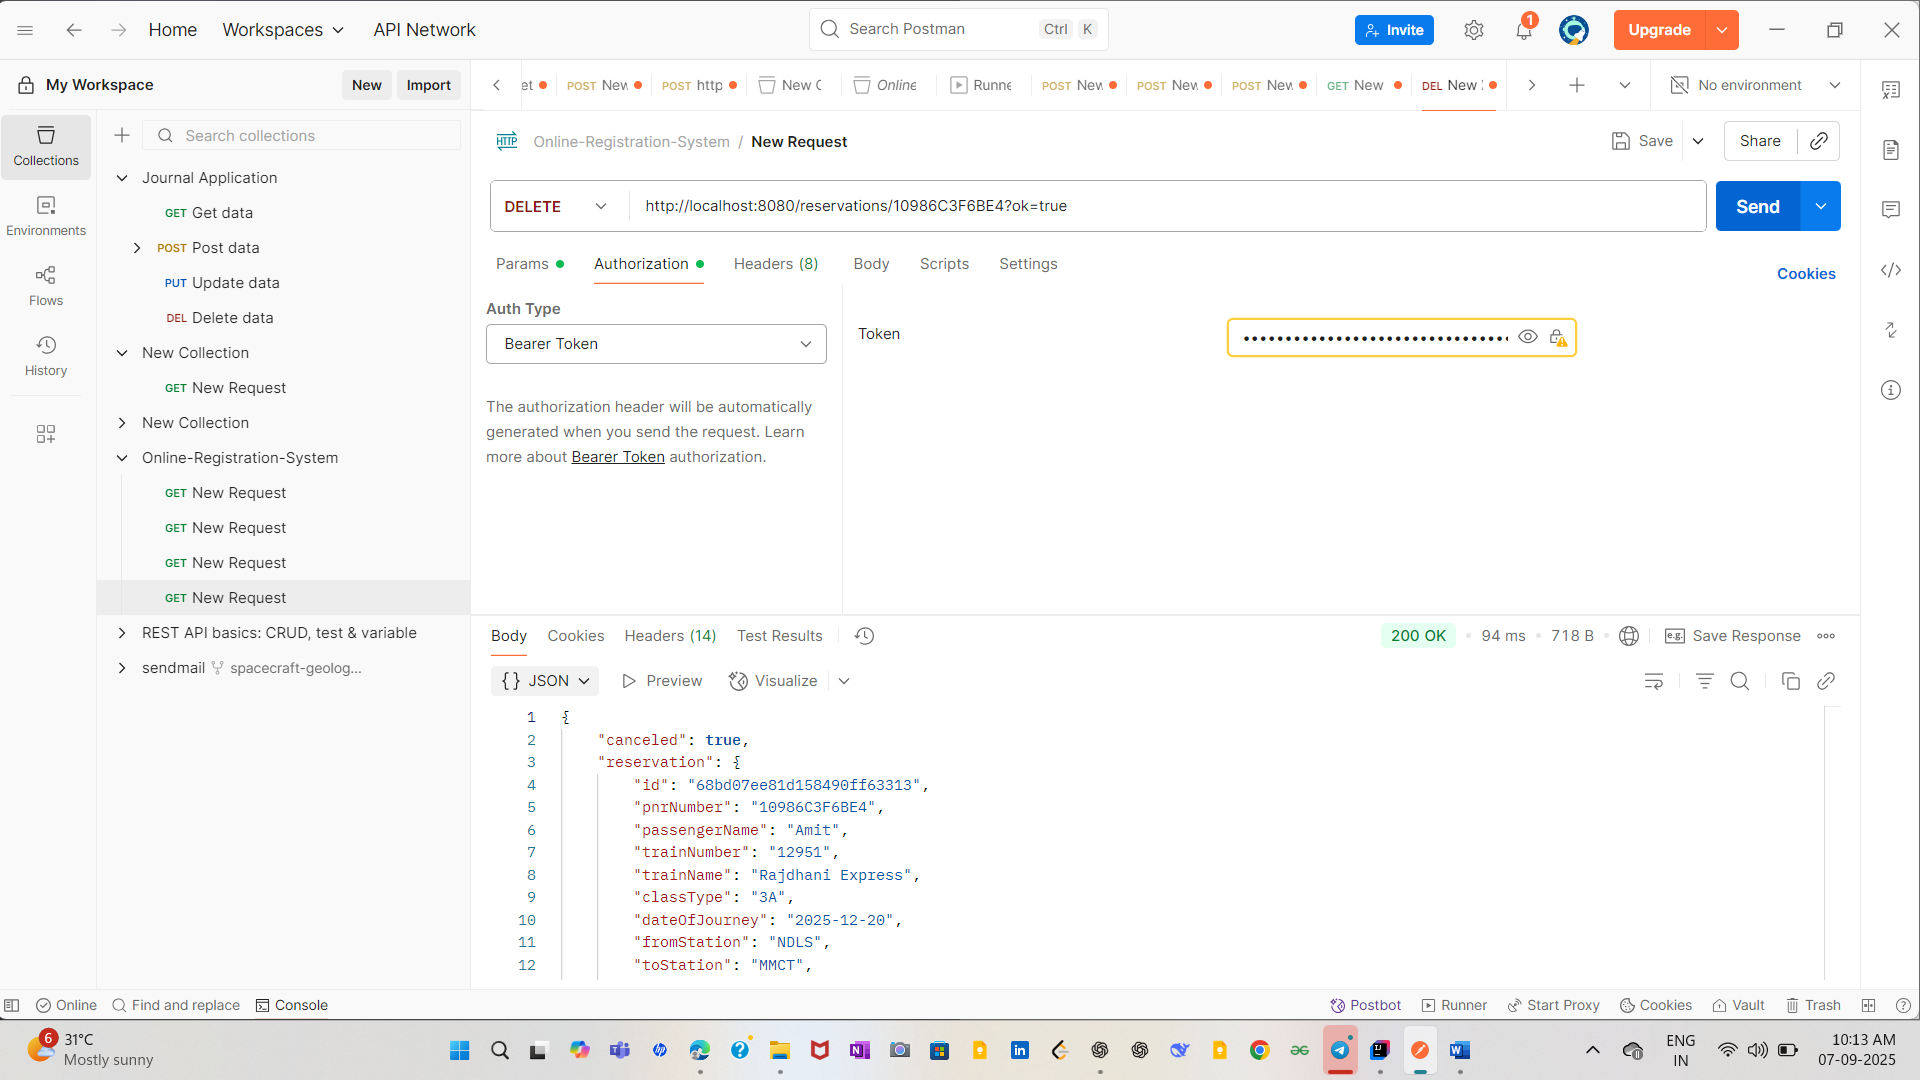 Home
Workspaces
API Network
Search Postman
Ctrl K
Invite
1
Upgrade
My Workspace
New
Import
et
POST New
POST http
New C
Online
Runne
POST New
POST New
POST New
GET New
DEL New
No environment
Collections
Environments
Flows
History
Search collections
Journal Application
GET Get data
POST Post data
PUT Update data
DEL Delete data
New Collection
GET New Request
New Collection
Online-Registration-System
GET New Request
GET New Request
GET New Request
GET New Request
REST API basics: CRUD, test & variable
sendmail spacecraft-geolog...
HTTP Online-Registration-System / New Request
Save
Share
DELETE
http://localhost:8080/reservations/10986C3F6BE4?ok=true
Send
Params
Authorization
Headers (8)
Body
Scripts
Settings
Cookies
Auth Type
Bearer Token
The authorization header will be automatically
generated when you send the request. Learn
more about Bearer Token authorization.
Token
Body
Cookies
Headers (14)
Test Results
200 OK
94 ms
718 B
e.g. Save Response
{} JSON
Preview
Visualize
1 {
2 "canceled": true,
3 "reservation": {
4 "id": "68bd07ee81d158490ff63313",
5 "pnrNumber": "10986C3F6BE4",
6 "passengerName": "Amit",
7 "trainNumber": "12951",
8 "trainName": "Rajdhani Express",
9 "classType": "3A",
10 "dateOfJourney": "2025-12-20",
11 "fromStation": "NDLS",
12 "toStation": "MMCT",
Online
Find and replace
Console
Postbot
Runner
Start Proxy
Cookies
Vault
Trash
6
31°C
Mostly sunny
ENG
IN
10:13 AM
07-09-2025